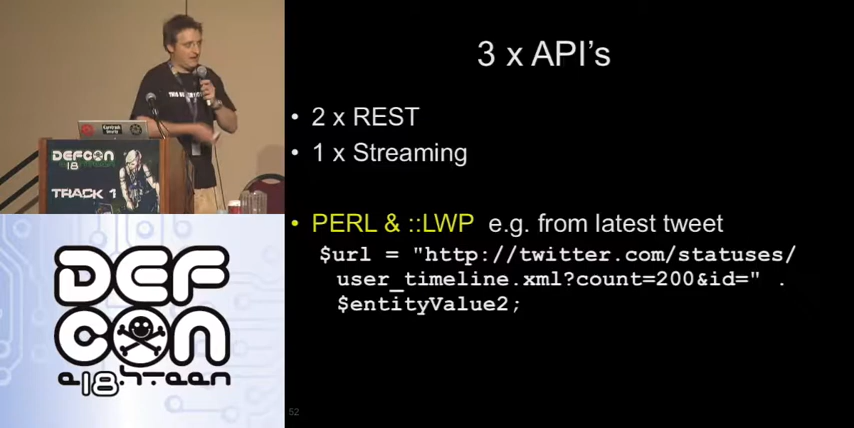 3 x API's
• 2 x REST
• 1 x Streaming
• PERL & ::LWP e.g. from latest tweet
$url = "http://twitter.com/statuses/
user_timeline.xml?count=200&id=" .
$entityValue2;
52
DEFCON
18
TRACK 1
DEF
CON
e18hteen